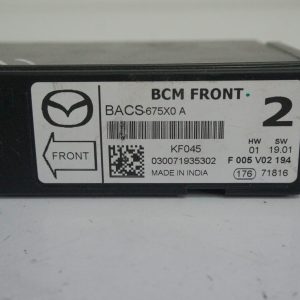 BCM FRONT
BACS-675X0 A
2
FRONT
KF045
HW SW
01 19.01
030071935302
F 005 V02 194
MADE IN INDIA
176 71816